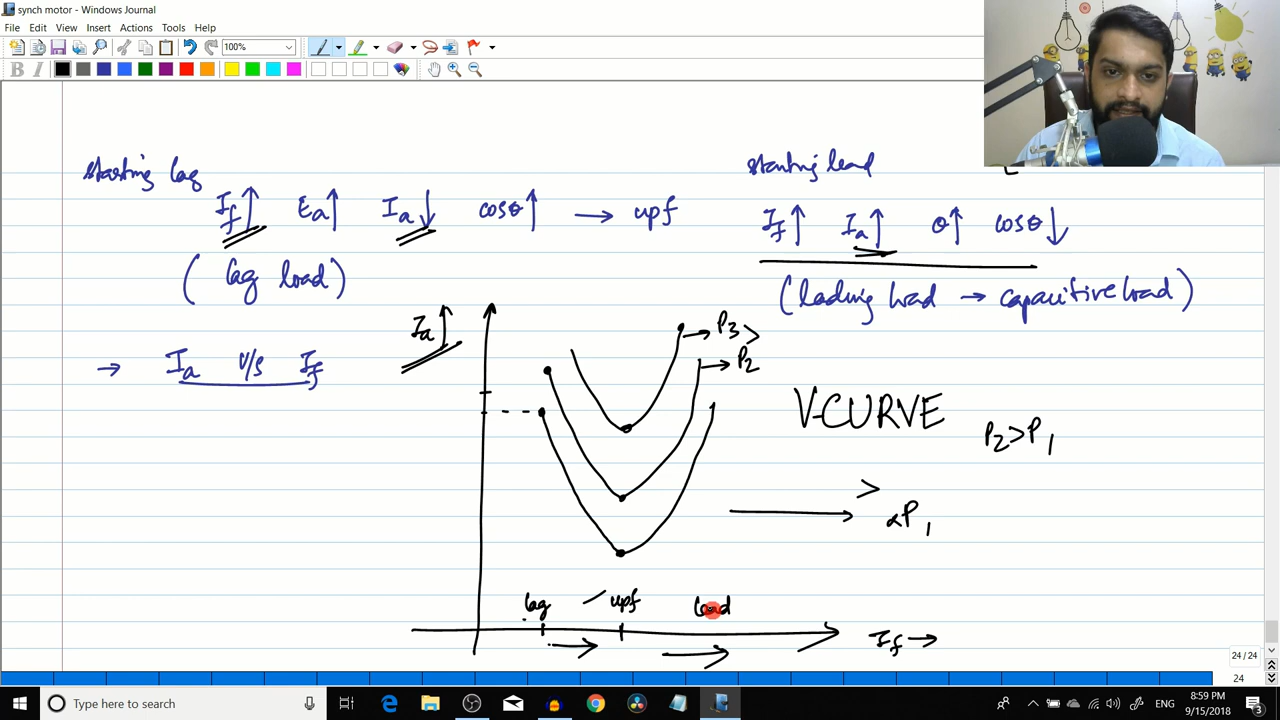 synch motor - Windows Journal
File Edit View Insert Actions Tools Help
100%
B I
starting lag
If↑ Ea↑ Ia↓ cosθ↑ → upf
(lag load)
starting lead
If↑ Ia↑ θ↑ cosθ↓
(leading load → capacitive load)
→ Ia v/s If
Ia↑
→ P3 >
→ P2
V-CURVE
P2 > P1
>
αP1
lag upf lead
If →
24 / 24
24
Type here to search
ENG
8:59 PM
9/15/2018
3